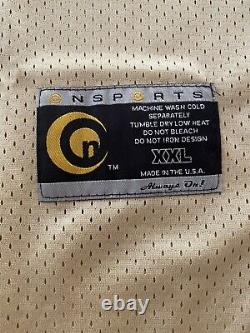 ONSPORTS
MACHINE WASH COLD
SEPARATELY
TUMBLE DRY LOW HEAT
DO NOT BLEACH
DO NOT IRON DESIGN
XXL
MADE IN THE U.S.A.
On
TM
Always On!